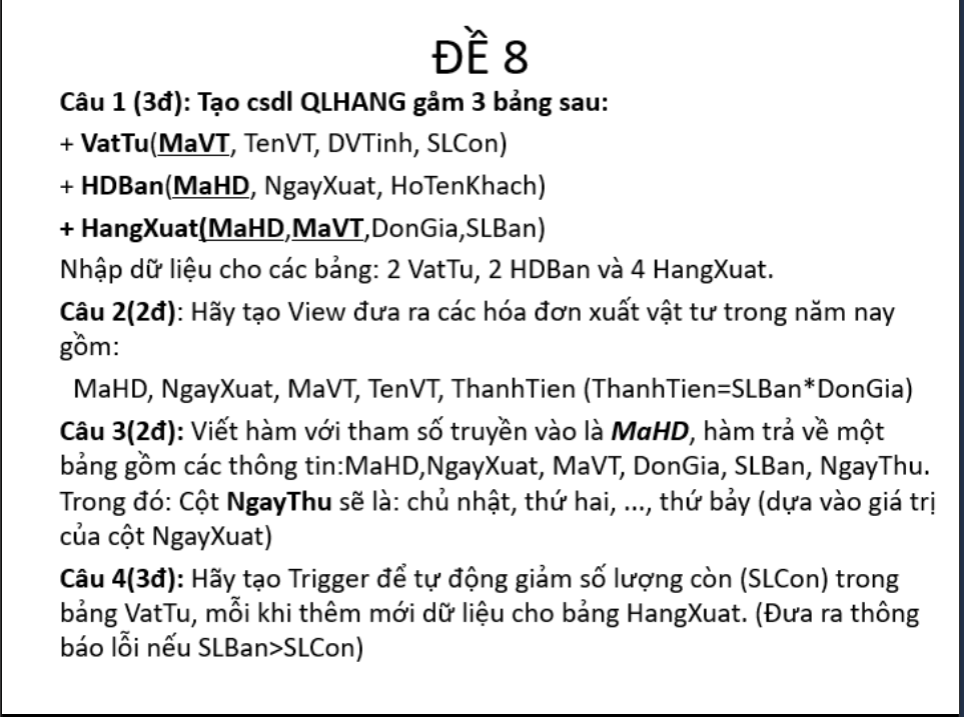 ĐỀ 8
Câu 1 (3đ): Tạo csdl QLHANG gồm 3 bảng sau:
+ VatTu(MaVT, TenVT, DVTinh, SLCon)
+ HDBan(MaHD, NgayXuat, HoTenKhach)
+ HangXuat(MaHD,MaVT,DonGia,SLBan)
Nhập dữ liệu cho các bảng: 2 VatTu, 2 HDBan và 4 HangXuat.
Câu 2(2đ): Hãy tạo View đưa ra các hóa đơn xuất vật tư trong năm nay
gồm:
MaHD, NgayXuat, MaVT, TenVT, ThanhTien (ThanhTien=SLBan*DonGia)
Câu 3(2đ): Viết hàm với tham số truyền vào là MaHD, hàm trả về một
bảng gồm các thông tin:MaHD,NgayXuat, MaVT, DonGia, SLBan, NgayThu.
Trong đó: Cột NgayThu sẽ là: chủ nhật, thứ hai, ..., thứ bảy (dựa vào giá trị
của cột NgayXuat)
Câu 4(3đ): Hãy tạo Trigger để tự động giảm số lượng còn (SLCon) trong
bảng VatTu, mỗi khi thêm mới dữ liệu cho bảng HangXuat. (Đưa ra thông
báo lỗi nếu SLBan>SLCon)